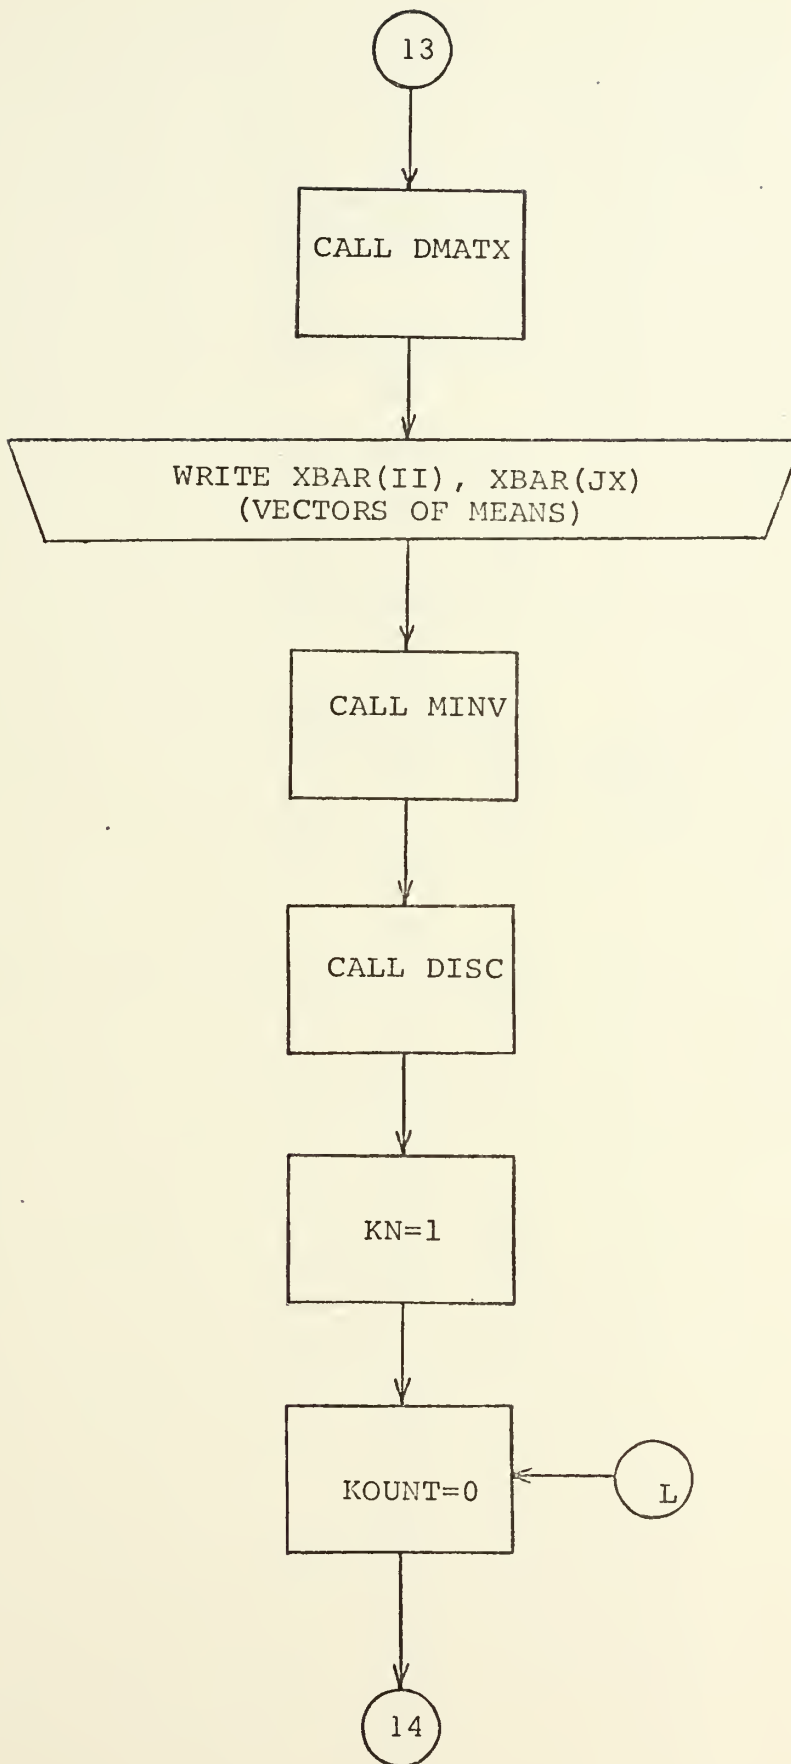 13
CALL DMATX
WRITE XBAR(II), XBAR(JX)
(VECTORS OF MEANS)
CALL MINV
CALL DISC
KN=1
KOUNT=0
L
14